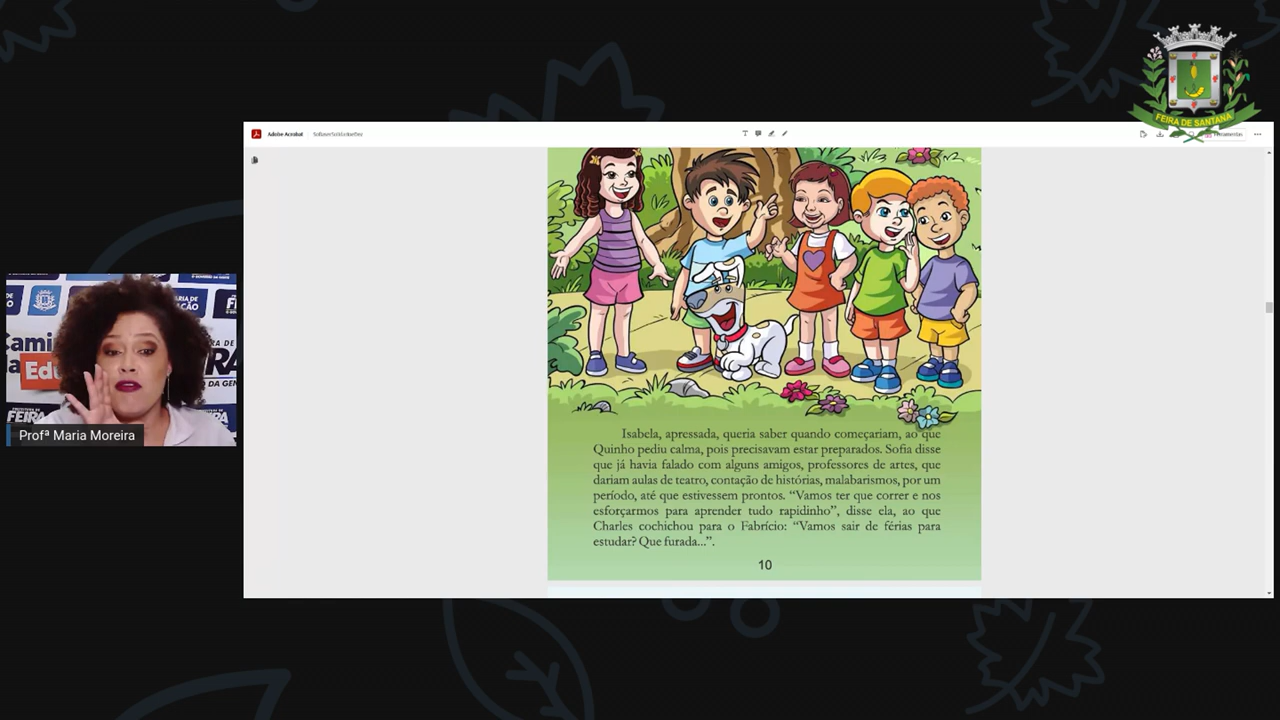 FEIRA DE SANTANA
Adobe Acrobat
Ferramentas
Isabela, apressada, queria saber quando começariam, ao que
Quinho pediu calma, pois precisavam estar preparados. Sofia disse
que já havia falado com alguns amigos, professores de artes, que
dariam aulas de teatro, contação de histórias, malabarismos, por um
período, até que estivessem prontos. “Vamos ter que correr e nos
esforçarmos para aprender tudo rapidinho”, disse ela, ao que
Charles cochichou para o Fabrício: “Vamos sair de férias para
estudar? Que furada...”.
10
FEIRA
Profª Maria Moreira